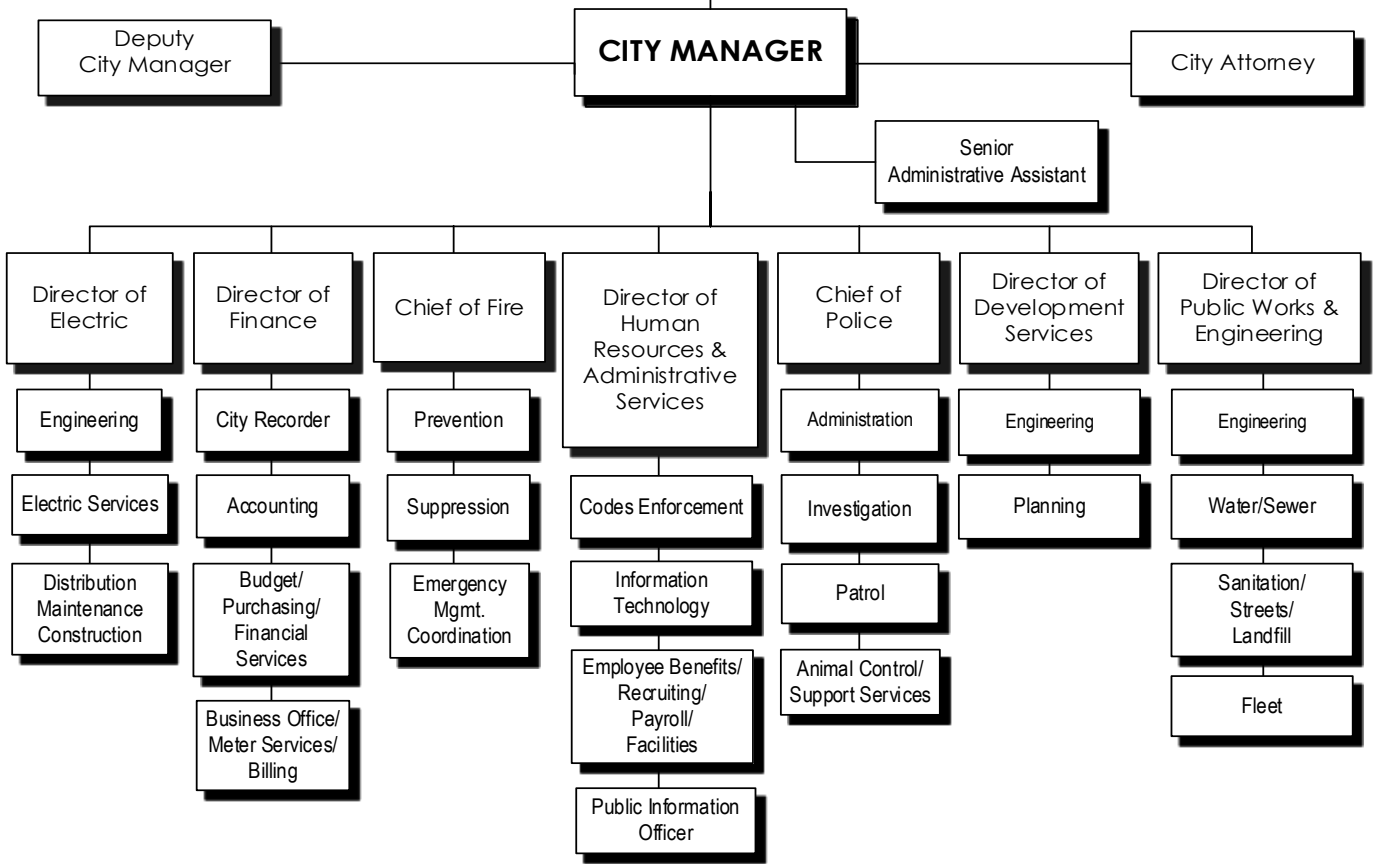 Deputy
City Manager
CITY MANAGER
City Attorney
Senior
Administrative Assistant
Director of
Electric
Engineering
Electric Services
Distribution
Maintenance
Construction
Director of
Finance
City Recorder
Accounting
Budget/
Purchasing/
Financial
Services
Business Office/
Meter Services/
Billing
Chief of Fire
Prevention
Suppression
Emergency
Mgmt.
Coordination
Director of
Human
Resources &
Administrative
Services
Codes Enforcement
Information
Technology
Employee Benefits/
Recruiting/
Payroll/
Facilities
Public Information
Officer
Chief of
Police
Administration
Investigation
Patrol
Animal Control/
Support Services
Director of
Development
Services
Engineering
Planning
Director of
Public Works &
Engineering
Engineering
Water/Sewer
Sanitation/
Streets/
Landfill
Fleet